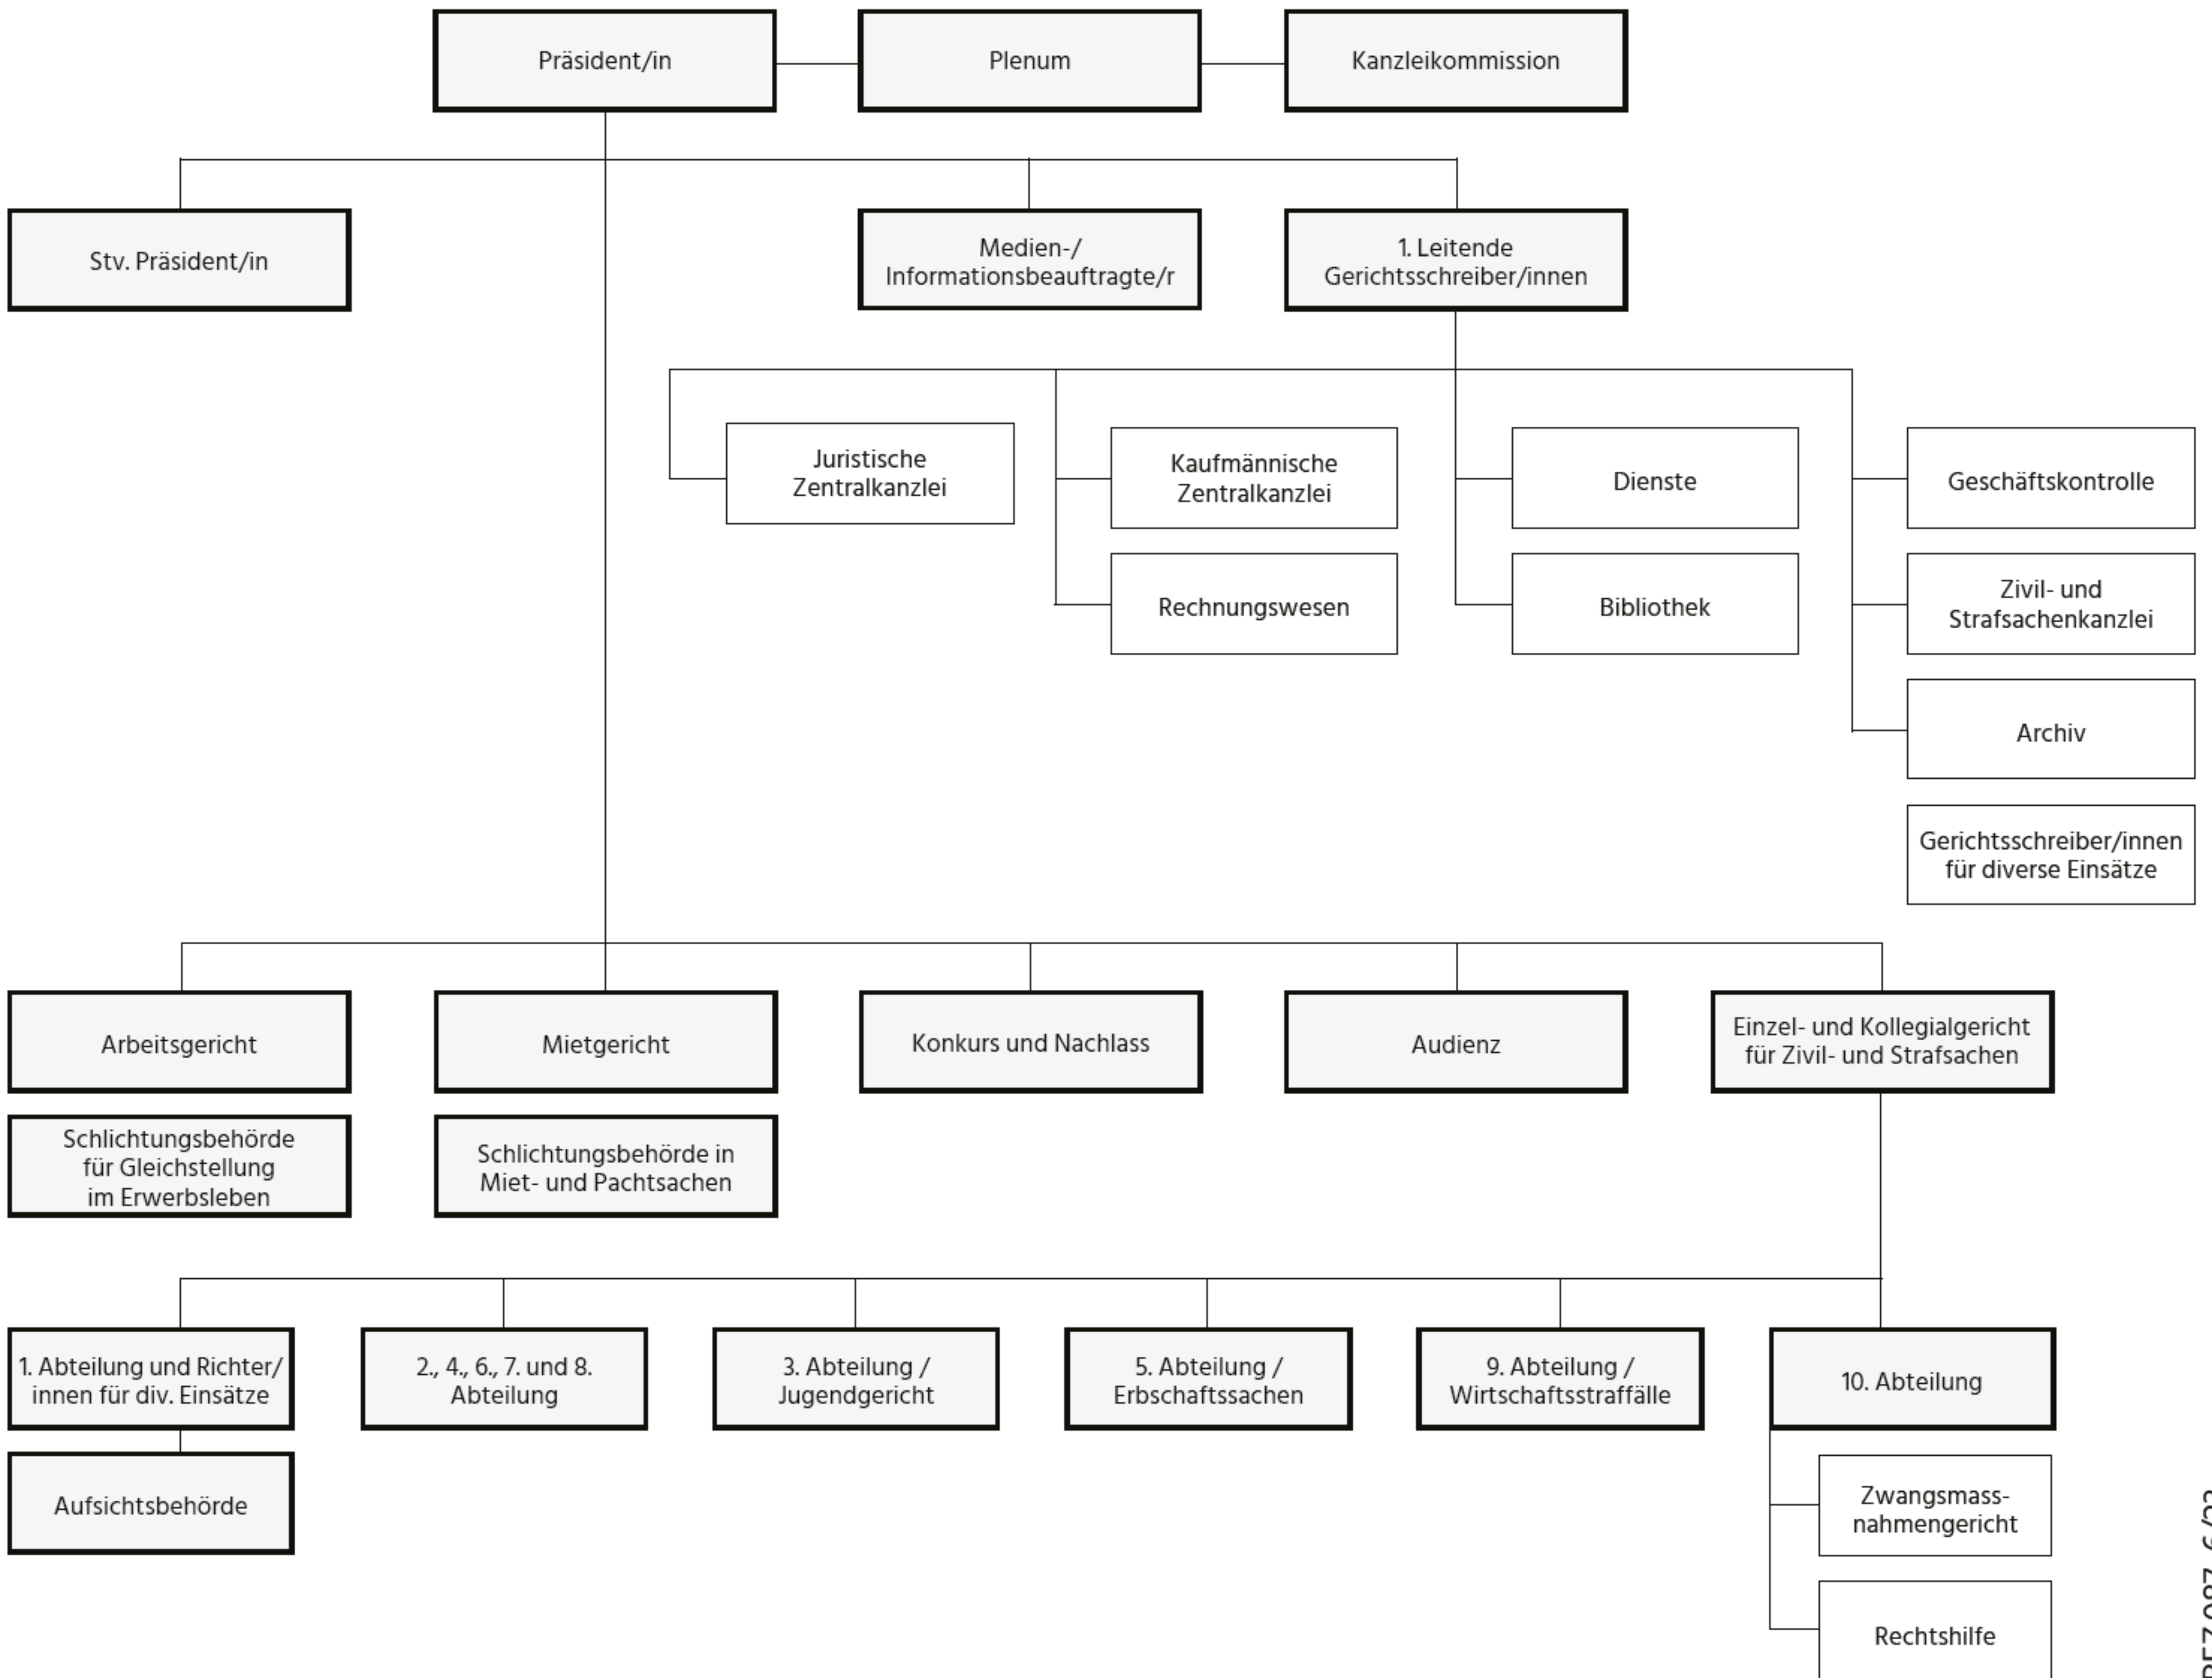 Präsident/in
Plenum
Kanzleikommission
Stv. Präsident/in
Medien-/
Informationsbeauftragte/r
1. Leitende
Gerichtsschreiber/innen
Juristische
Zentralkanzlei
Kaufmännische
Zentralkanzlei
Dienste
Geschäftskontrolle
Rechnungswesen
Bibliothek
Zivil- und
Strafsachenkanzlei
Archiv
Gerichtsschreiber/innen
für diverse Einsätze
Arbeitsgericht
Mietgericht
Konkurs und Nachlass
Audienz
Einzel- und Kollegialgericht
für Zivil- und Strafsachen
Schlichtungsbehörde
für Gleichstellung
im Erwerbsleben
Schlichtungsbehörde in
Miet- und Pachtsachen
1. Abteilung und Richter/
innen für div. Einsätze
2., 4., 6., 7. und 8.
Abteilung
3. Abteilung /
Jugendgericht
5. Abteilung /
Erbschaftssachen
9. Abteilung /
Wirtschaftsstraffälle
10. Abteilung
Aufsichtsbehörde
Zwangsmass-
nahmengericht
Rechtshilfe